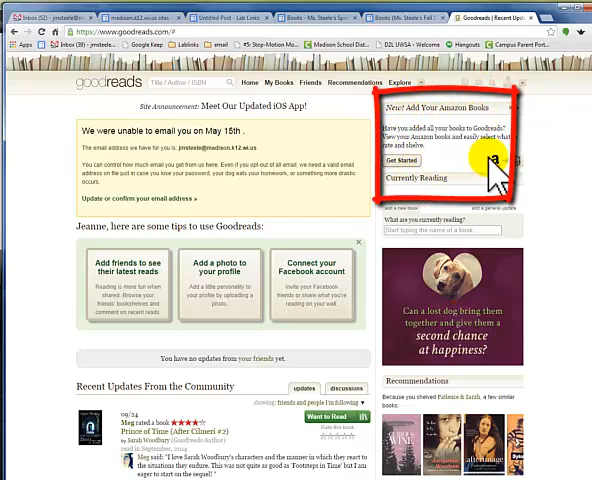 Inbox (52) - jmsteele@
madison.k12.wi.us sites
Untitled Post - Lab Links
Books - Ms. Steele's Spa
Books (Ms. Steele's Fall
Goodreads | Recent Upd
https://www.goodreads.com/#
Apps
Inbox (39) - jmsteele...
Google Keep
Lablinks
email
#5: Stop-Motion Mo...
Madison School Dist...
D2L UWSA - Welcome
Hangouts
Campus Parent Port...
goodreads
Title / Author / ISBN
Home
My Books
Friends
Recommendations
Explore
Site Announcement: Meet Our Updated iOS App!
We were unable to email you on May 15th .
The email address we have for you is: jmsteele@madison.k12.wi.us
You can control how much email you get from us here. Even if you opt-out of all email, we need a valid email
address on file just in case you lose your password, your dog eats your homework, or something more drastic
occurs.
Update or confirm your email address »
Jeanne, here are some tips to use Goodreads:
Add friends to see
their latest reads
Reading is more fun
when shared. Browse
your friends' bookshelves and
comment on recent reads.
Add a photo to
your profile
Add a little personality to
your profile by uploading a
photo.
Connect your
Facebook account
Invite your Facebook
friends or share what you're
reading on your wall.
You have no updates from your friends yet.
Recent Updates From the Community
updates
discussions
showing: friends and people I'm following ▼
09/24
Meg rated a book ★★★★
Prince of Time (After Cilmeri #2)
by Sarah Woodbury (Goodreads Author)
read in September, 2014
Want to Read
Rate this book
Meg said: "I love Sarah Woodbury's characters and the manner in which they react to
the situations they endure. This was not quite as good as 'Footsteps in Time' but I am
eager to start on the sequel! "
New! Add Your Amazon Books
Have you added all your books to Goodreads?
View your Amazon Books and easily select what
rate and shelve.
Get Started
a
Currently Reading
add a new book
add a general update
What are you currently reading?
Start typing the name of a book
Can a lost dog bring them
together and give them a
second chance
at happiness?
Recommendations
Because you shelved Patience & Sarah, a few similar
books:
CURIOUS
WINE
afterimage